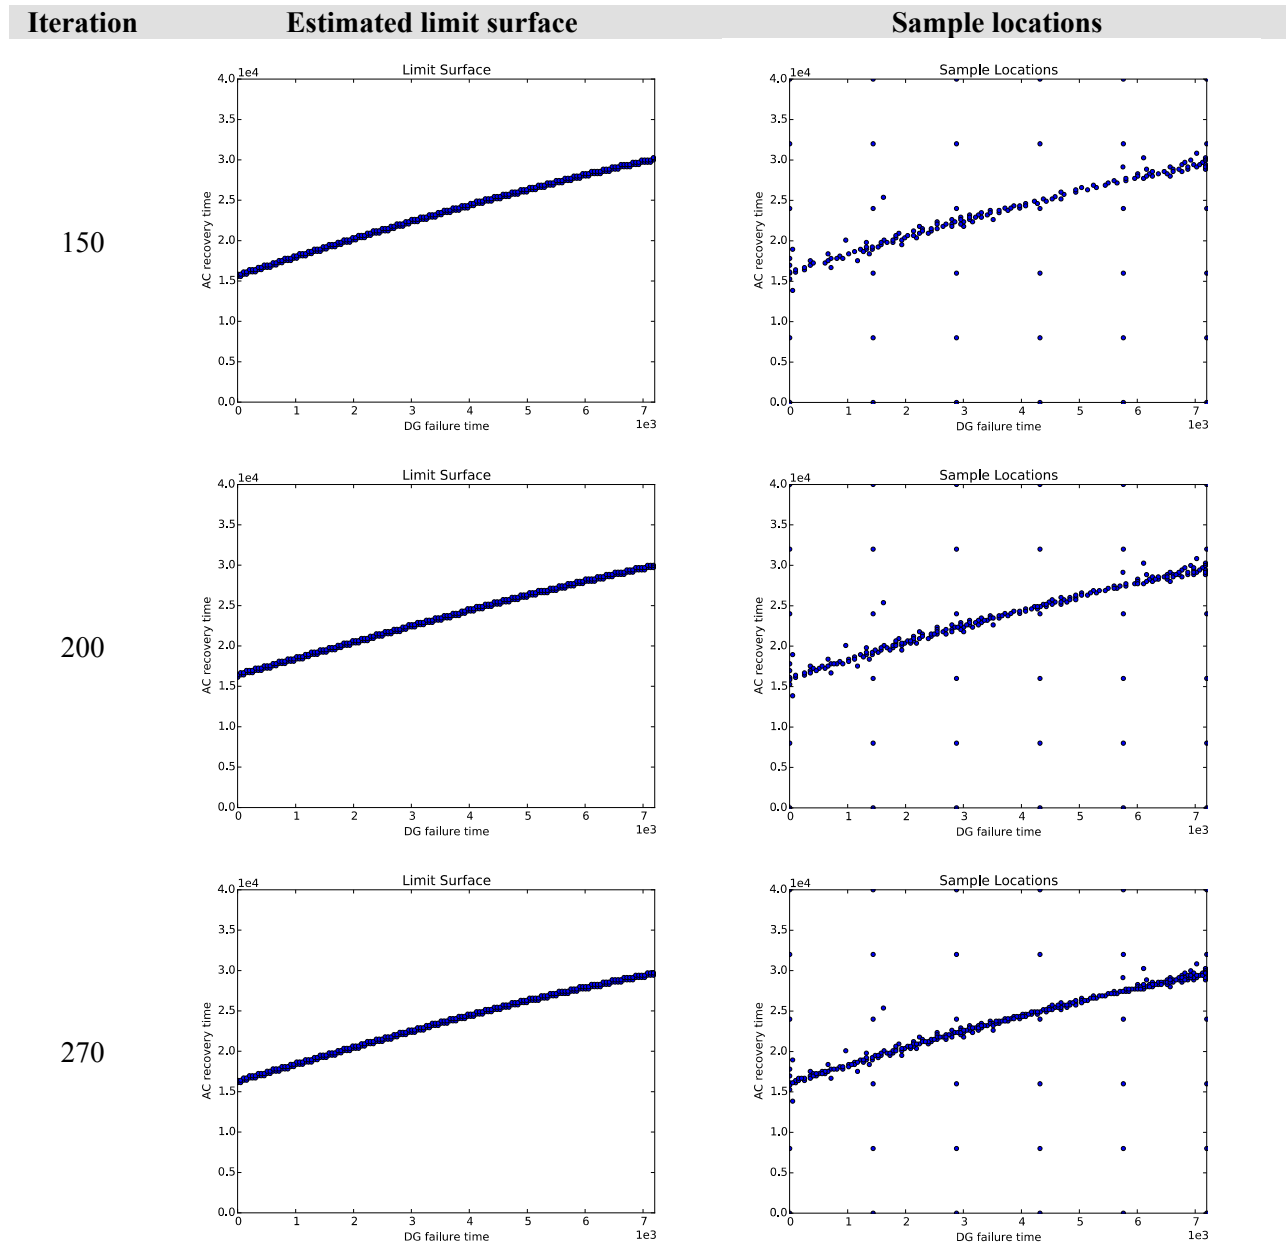 Iteration Estimated limit surface Sample locations
Limit Surface
1e4
4.0
3.5
3.0
2.5
2.0
1.5
1.0
0.5
0.0
AC recovery time
0 1 2 3 4 5 6 7
1e3
DG failure time
Sample Locations
1e4
4.0
3.5
3.0
2.5
2.0
1.5
1.0
0.5
0.0
AC recovery time
0 1 2 3 4 5 6 7
1e3
DG failure time
150
Limit Surface
1e4
4.0
3.5
3.0
2.5
2.0
1.5
1.0
0.5
0.0
AC recovery time
0 1 2 3 4 5 6 7
1e3
DG failure time
Sample Locations
1e4
4.0
3.5
3.0
2.5
2.0
1.5
1.0
0.5
0.0
AC recovery time
0 1 2 3 4 5 6 7
1e3
DG failure time
200
Limit Surface
1e4
4.0
3.5
3.0
2.5
2.0
1.5
1.0
0.5
0.0
AC recovery time
0 1 2 3 4 5 6 7
1e3
DG failure time
Sample Locations
1e4
4.0
3.5
3.0
2.5
2.0
1.5
1.0
0.5
0.0
AC recovery time
0 1 2 3 4 5 6 7
1e3
DG failure time
270